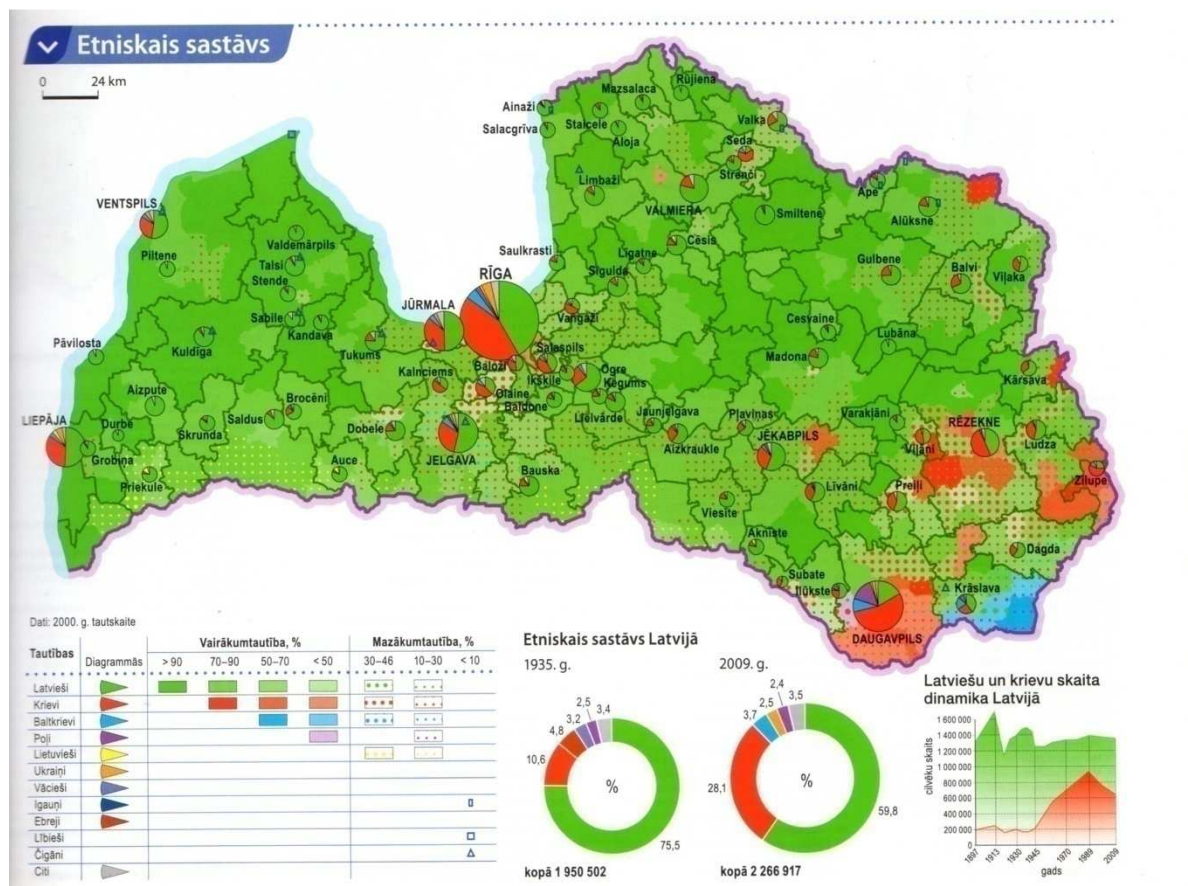 Etniskais sastāvs
0 24 km
Rūjiena
Mazsalaca
Ainaži
Staicele
Valka
Salacgrīva
Aloja
Seda
Strenči
Limbaži
Ape
VENTSPILS
VALMIERA
Smiltene
Alūksne
Valdemārpils
Cēsis
Piltene
Saulkrasti
Līgatne
Talsi
Gulbene
Balvi
Viļaka
Stende
RĪGA
Sigulda
JŪRMALA
Sabile
Kandava
Vangaži
Cesvaine
Lubāna
Pāvilosta
Kuldīga
Tukums
Salaspils
Madona
Kalnciems
Baloži
Ikšķile
Ogre
Ķegums
Kārsava
Aizpute
Olaine
Baldone
Brocēni
Lielvārde
Jaunjelgava
Pļaviņas
Varakļāni
RĒZEKNE
LIEPĀJA
Durbe
Saldus
Skrunda
Dobele
JĒKABPILS
Viļāni
Ludza
Grobiņa
Auce
JELGAVA
Aizkraukle
Priekule
Bauska
Līvāni
Preiļi
Zilupe
Viesīte
Aknīste
Dagda
Subate
Ilūkste
Krāslava
DAUGAVPILS
Dati: 2000. g. tautskaite
Tautības Diagrammās Vairākumtautība, % Mazākumtautība, %
> 90 70–90 50–70 < 50 30–46 10–30 < 10
Latvieši
Krievi
Baltkrievi
Poļi
Lietuvieši
Ukraiņi
Vācieši
Igauņi
Ebreji
Lībieši
Čigāni
Citi
Etniskais sastāvs Latvijā
1935. g.
2,5
3,4
3,2
4,8
10,6
%
75,5
kopā 1 950 502
2009. g.
2,4
2,5
3,5
3,7
28,1
%
59,8
kopā 2 266 917
Latviešu un krievu skaita
dinamika Latvijā
cilvēku skaits
1 600 000
1 400 000
1 200 000
1 000 000
800 000
600 000
400 000
200 000
0
1897 1913 1930 1945 1970 1989 2009
gads